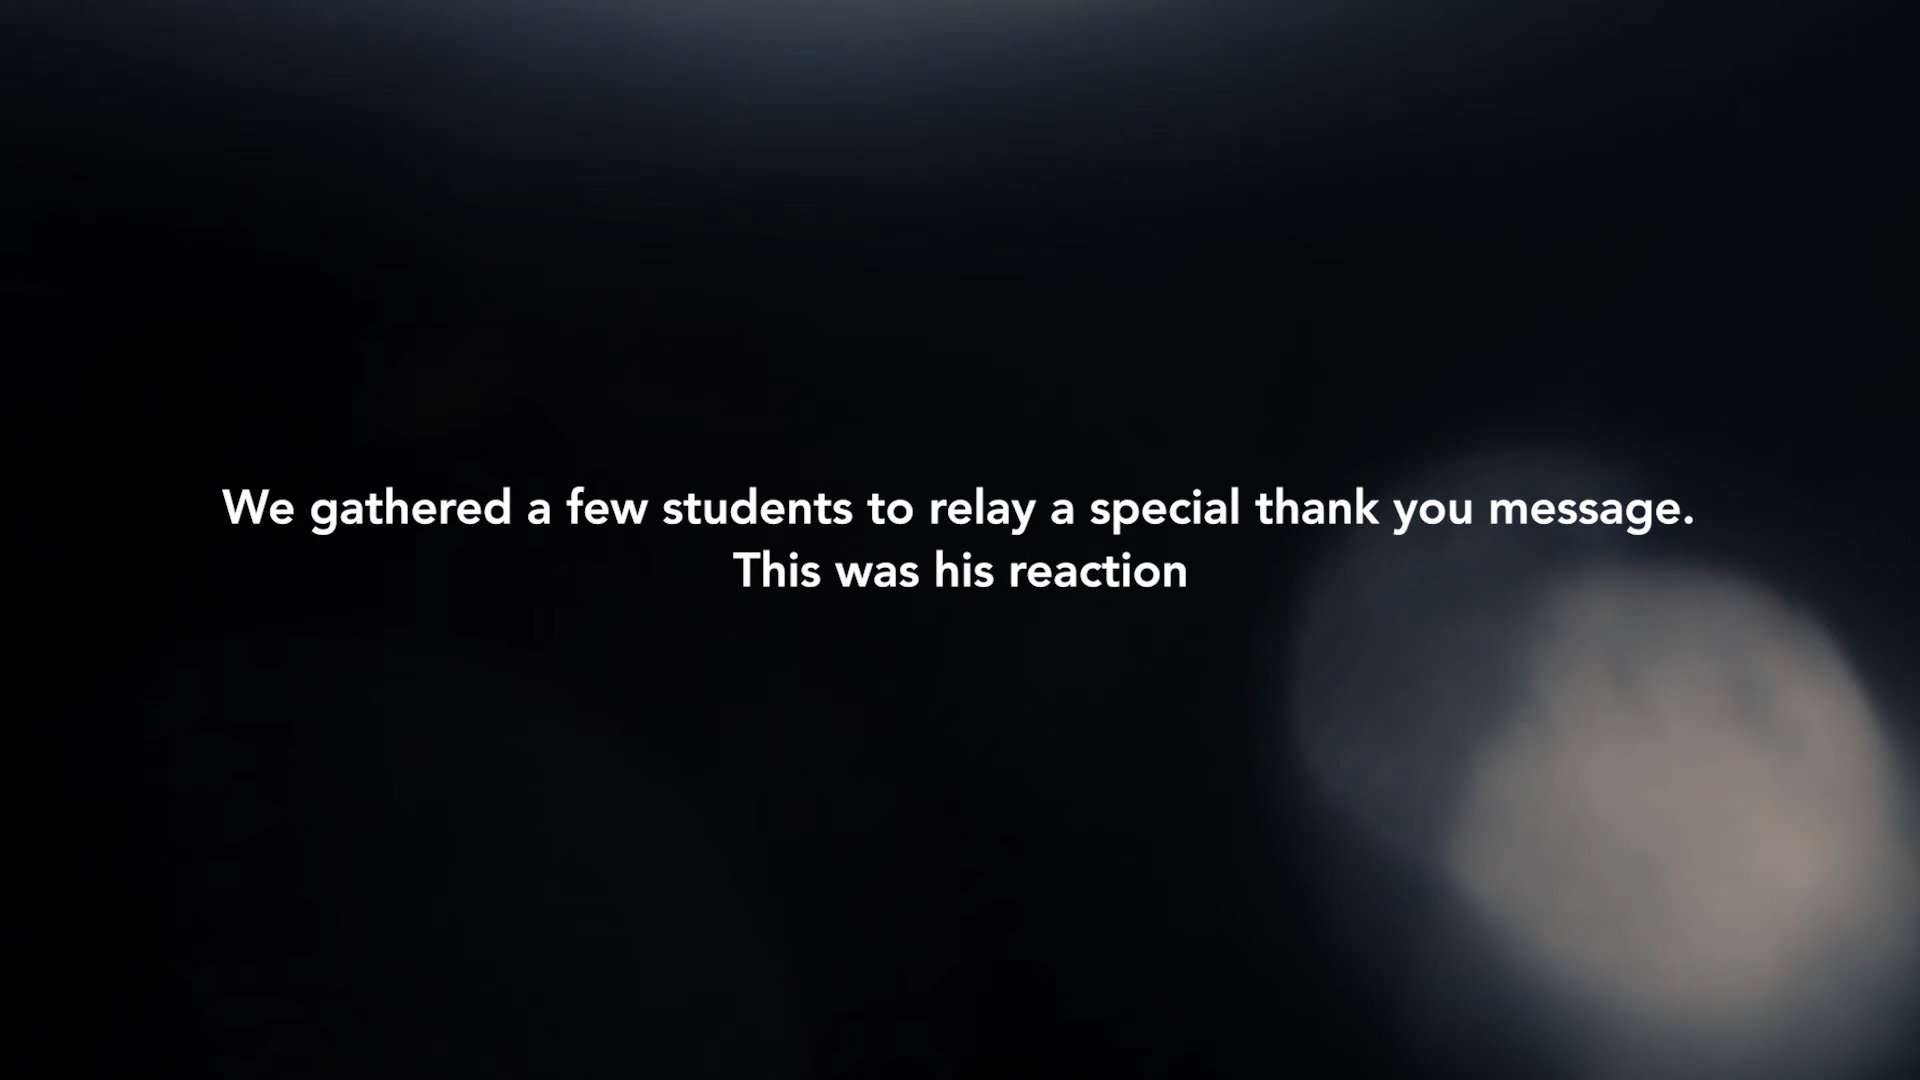 We gathered a few students to relay a special thank you message.
This was his reaction